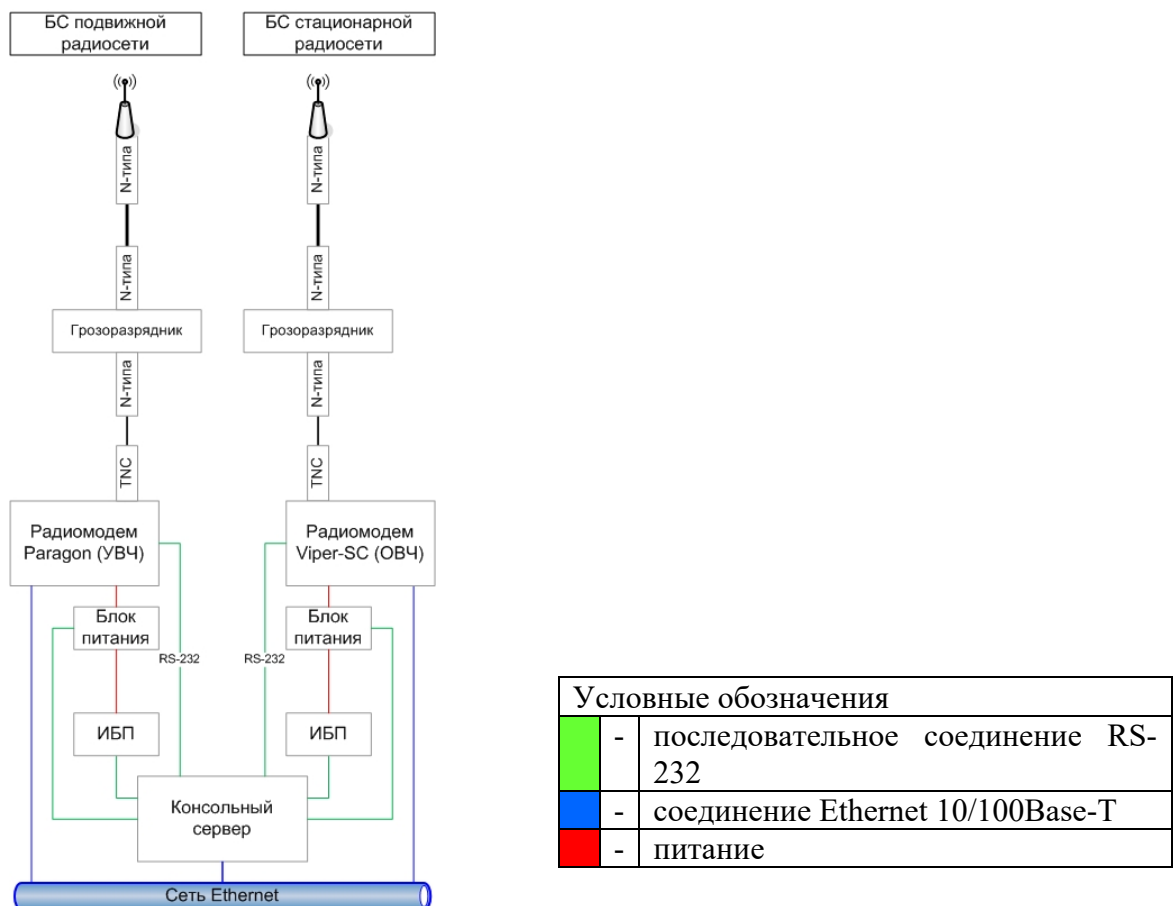 БС подвижной
радиосети
БС стационарной
радиосети
N-типа
N-типа
N-типа
N-типа
Грозоразрядник
Грозоразрядник
N-типа
N-типа
TNC
TNC
Радиомодем
Paragon (УВЧ)
Радиомодем
Viper-SC (ОВЧ)
Блок
питания
Блок
питания
RS-232
RS-232
ИБП
ИБП
Консольный
сервер
Сеть Ethernet
Условные обозначения
- последовательное соединение RS-
232
- соединение Ethernet 10/100Base-T
- питание